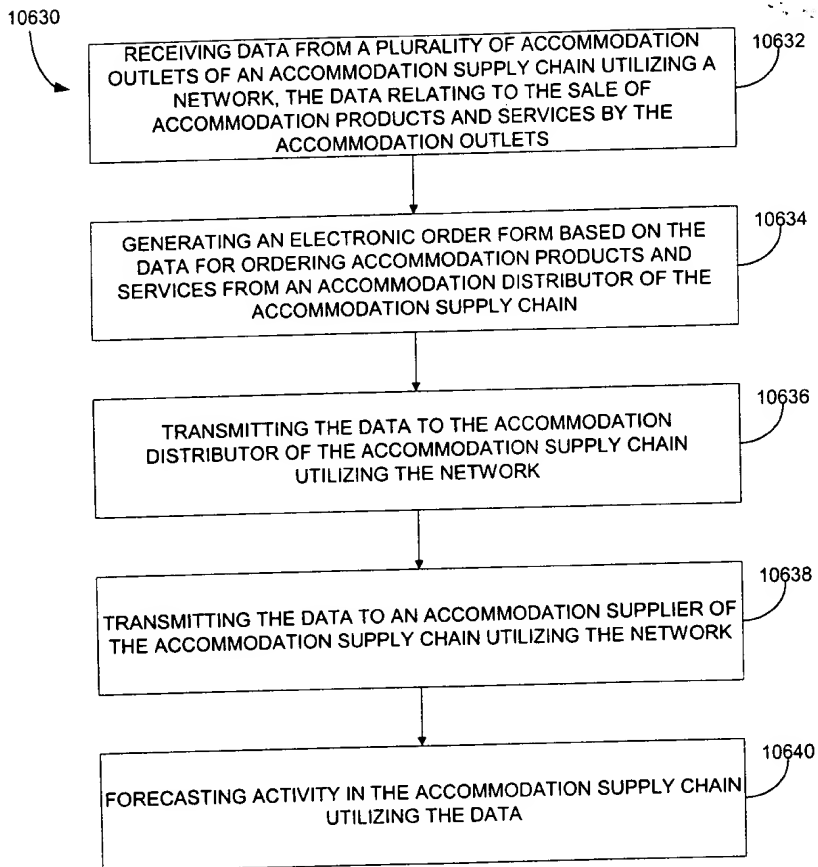 10630
RECEIVING DATA FROM A PLURALITY OF ACCOMMODATION
OUTLETS OF AN ACCOMMODATION SUPPLY CHAIN UTILIZING A
NETWORK, THE DATA RELATING TO THE SALE OF
ACCOMMODATION PRODUCTS AND SERVICES BY THE
ACCOMMODATION OUTLETS
10632
GENERATING AN ELECTRONIC ORDER FORM BASED ON THE
DATA FOR ORDERING ACCOMMODATION PRODUCTS AND
SERVICES FROM AN ACCOMMODATION DISTRIBUTOR OF THE
ACCOMMODATION SUPPLY CHAIN
10634
TRANSMITTING THE DATA TO THE ACCOMMODATION
DISTRIBUTOR OF THE ACCOMMODATION SUPPLY CHAIN
UTILIZING THE NETWORK
10636
TRANSMITTING THE DATA TO AN ACCOMMODATION SUPPLIER OF
THE ACCOMMODATION SUPPLY CHAIN UTILIZING THE NETWORK
10638
FORECASTING ACTIVITY IN THE ACCOMMODATION SUPPLY CHAIN
UTILIZING THE DATA
10640